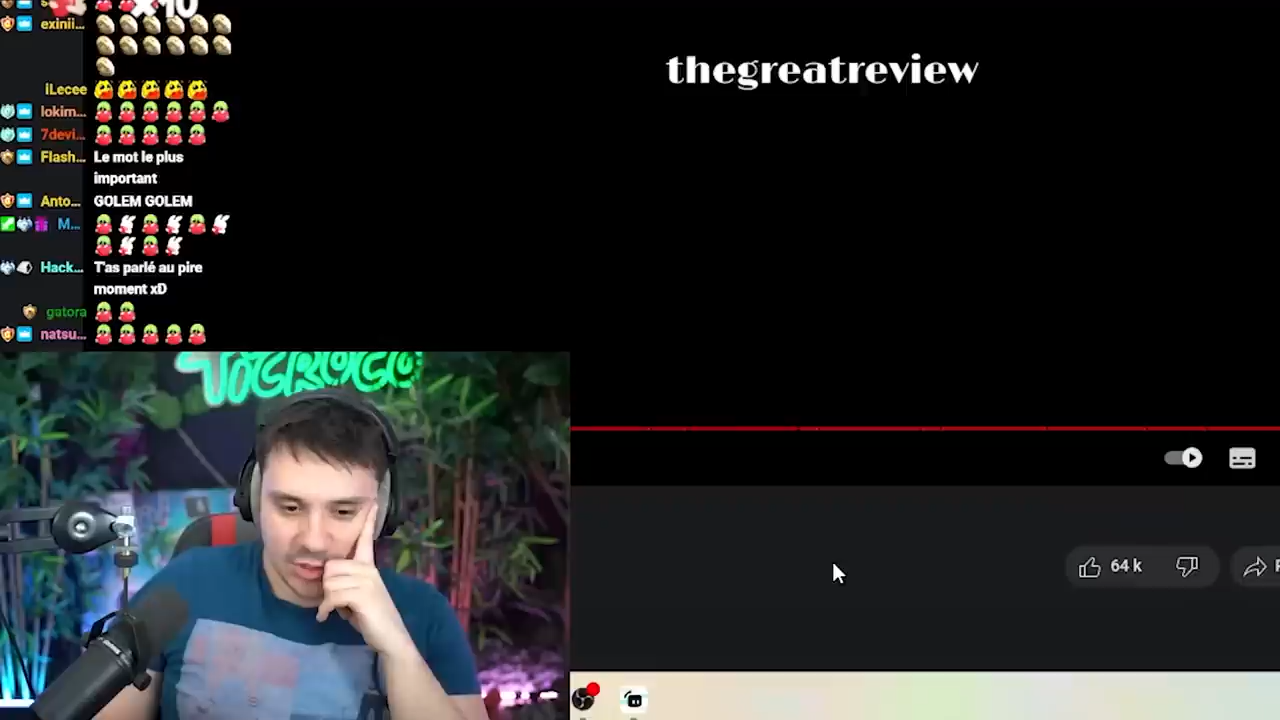 x10
exinii...
iLecee
lokim...
7devi...
Flash... Le mot le plus
important
Anto... GOLEM GOLEM
M...
Hack... T'as parlé au pire
moment xD
gatora
natsu...
thegreatreview
64 k